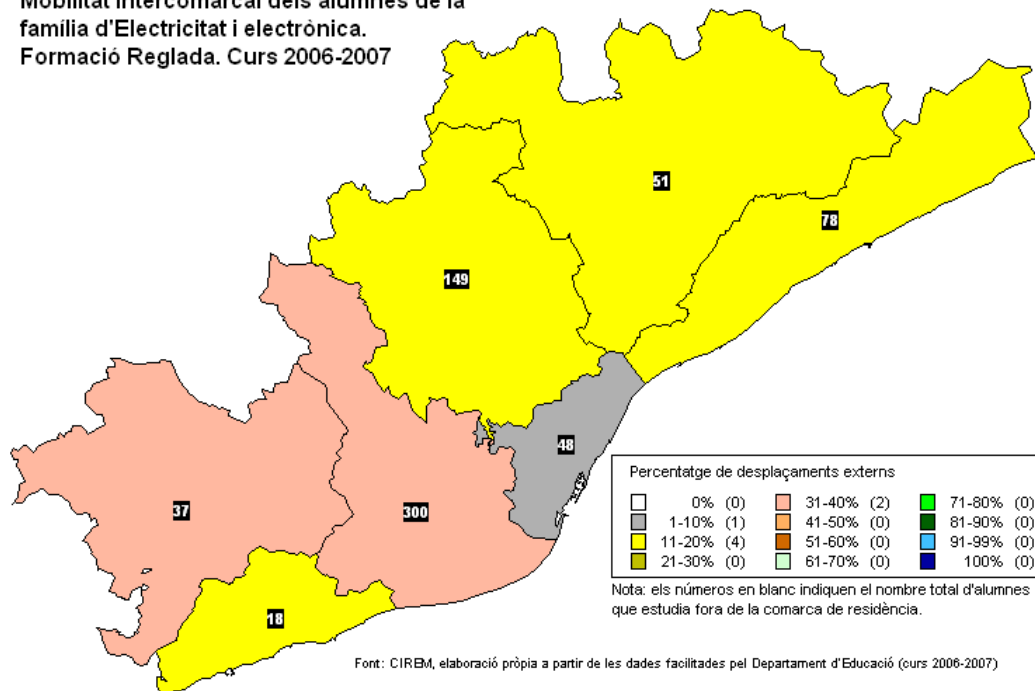 Mobilitat intercomarcal dels alumnes de la
família d'Electricitat i electrònica.
Formació Reglada. Curs 2006-2007
51
78
149
48
37
300
18
Percentatge de desplaçaments externs
0% (0) 31-40% (2) 71-80% (0)
1-10% (1) 41-50% (0) 81-90% (0)
11-20% (4) 51-60% (0) 91-99% (0)
21-30% (0) 61-70% (0) 100% (0)
Nota: els números en blanc indiquen el nombre total d'alumnes
que estudia fora de la comarca de residència.
Font: CIREM, elaboració pròpia a partir de les dades facilitades pel Departament d'Educació (curs 2006-2007)